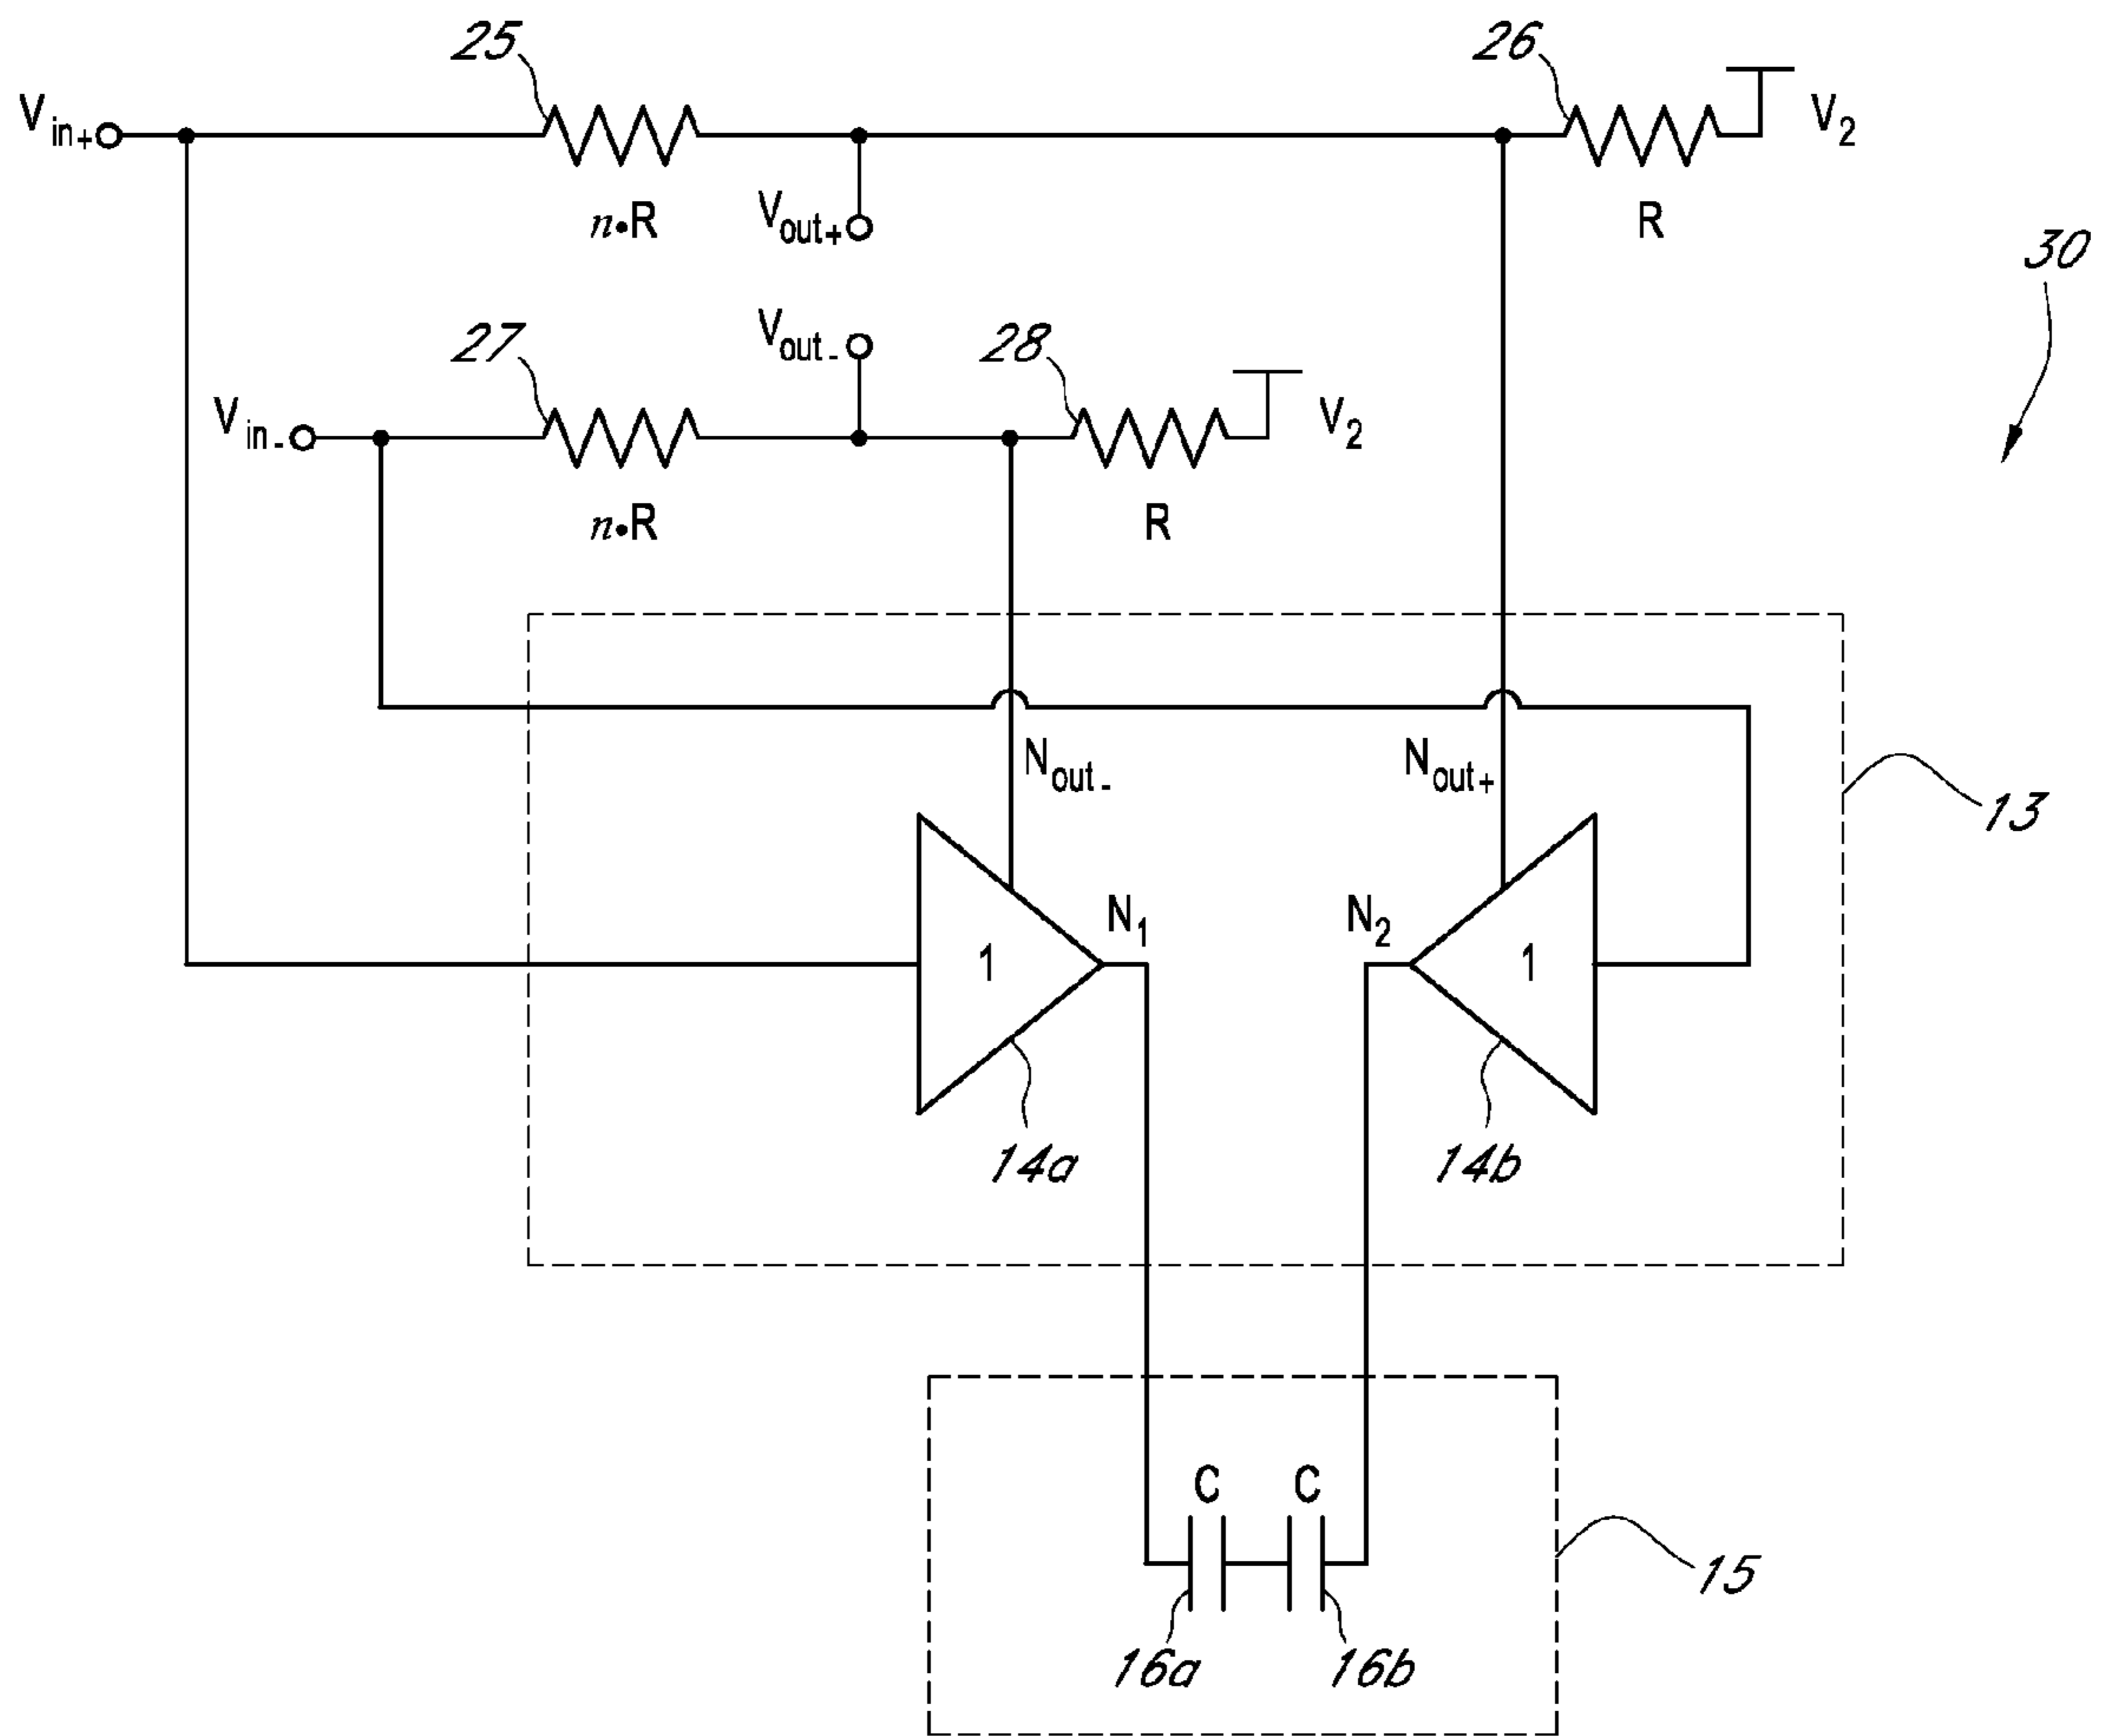 25
26
Vin+
V2
n•R
Vout+
R
30
27
Vout-
28
Vin-
V2
n•R
R
Nout-
Nout+
13
N1
N2
1
1
14a
14b
C
C
15
16a
16b